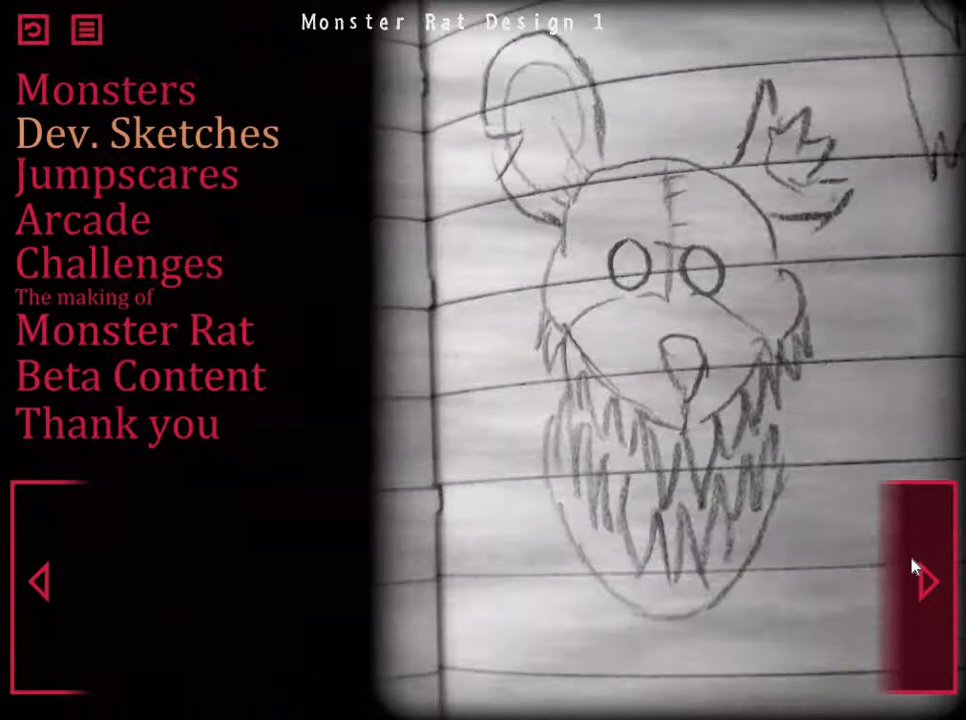 Monster Rat Design 1
Monsters
Dev. Sketches
Jumpscares
Arcade
Challenges
The making of
Monster Rat
Beta Content
Thank you